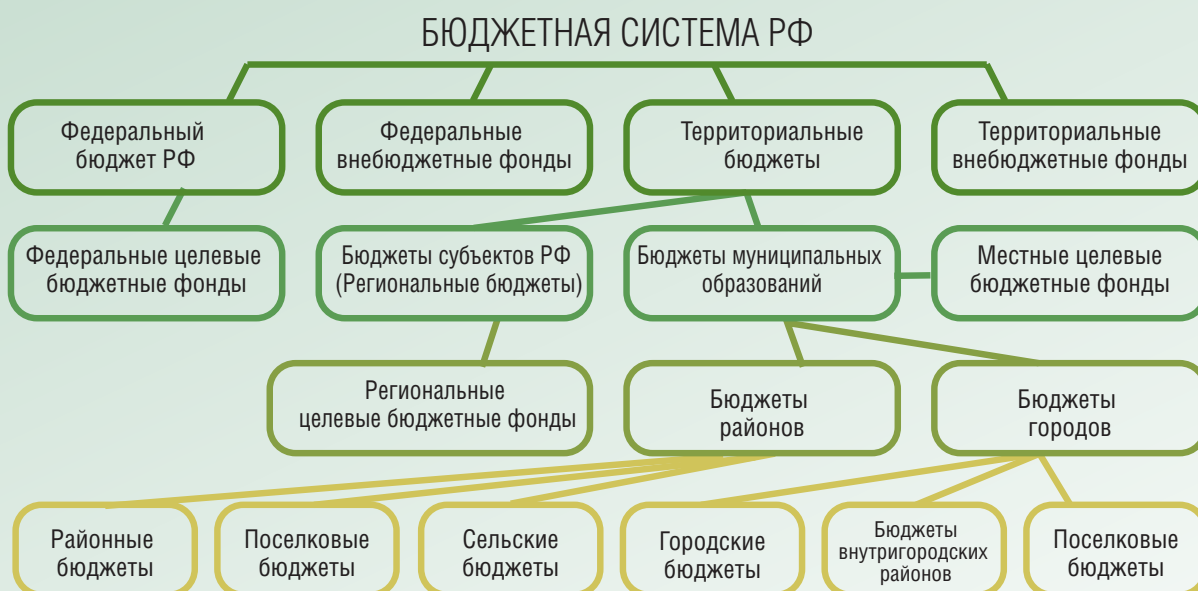 БЮДЖЕТНАЯ СИСТЕМА РФ
Федеральный
бюджет РФ
Федеральные
внебюджетные фонды
Территориальные
бюджеты
Территориальные
внебюджетные фонды
Федеральные целевые
бюджетные фонды
Бюджеты субъектов РФ
(Региональные бюджеты)
Бюджеты муниципальных
образований
Местные целевые
бюджетные фонды
Региональные
целевые бюджетные фонды
Бюджеты
районов
Бюджеты
городов
Районные
бюджеты
Поселковые
бюджеты
Сельские
бюджеты
Городские
бюджеты
Бюджеты
внутригородских
районов
Поселковые
бюджеты